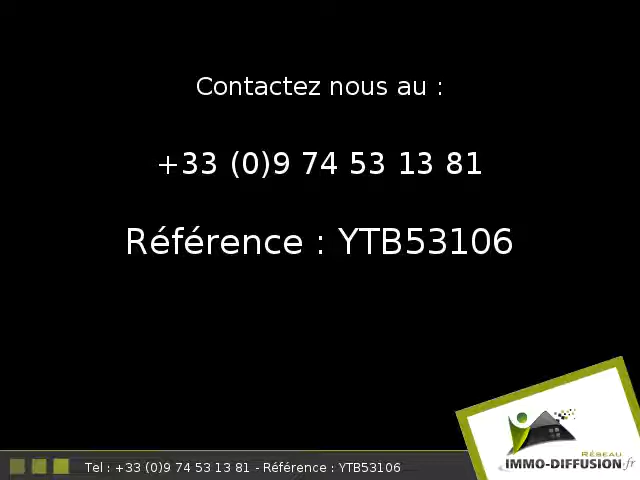 Contactez nous au :
+33 (0)9 74 53 13 81
Référence : YTB53106
RÉSEAU
IMMO-DIFFUSION.fr
Tel : +33 (0)9 74 53 13 81 - Référence : YTB53106